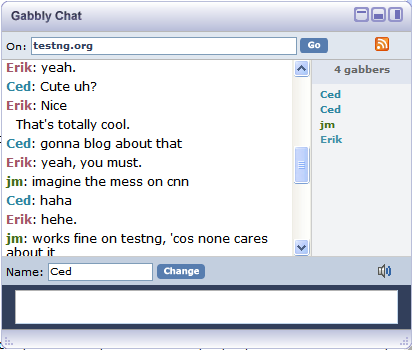 Gabbly Chat
On: testng.org Go
4 gabbers
Erik: yeah.
Ced: Cute uh?
Erik: Nice
That's totally cool.
Ced: gonna blog about that
Erik: yeah, you must.
jm: imagine the mess on cnn
Ced: haha
Erik: hehe.
jm: works fine on testng, 'cos none cares
about it
Ced
Ced
jm
Erik
Name: Ced Change